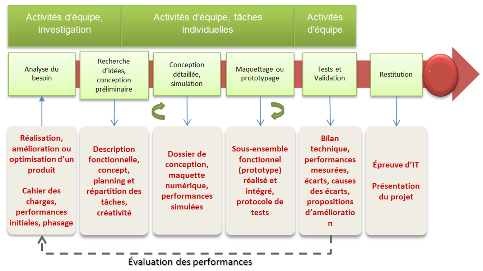 Activités d'équipe,
investigation
Activités d'équipe, tâches
individuelles
Activités
d'équipe
Analyse du
besoin
Recherche
d'idées,
conception
préliminaire
Conception
détaillée,
simulation
Maquettage ou
prototypage
Tests et
Validation
Restitution
Réalisation,
amélioration ou
optimisation d'un
produit
Cahier des
charges,
performances
initiales, phasage
Description
fonctionnelle,
concept,
planning et
répartition des
tâches,
créativité
Dossier de
conception,
maquette
numérique,
performances
simulées
Sous-ensemble
fonctionnel
(prototype)
réalisé et
intégré,
protocole de
tests
Bilan
technique,
performances
mesurées,
écarts, causes
des écarts,
propositions
d'amélioratio
n
Épreuve d'IT
Présentation
du projet
Évaluation des performances